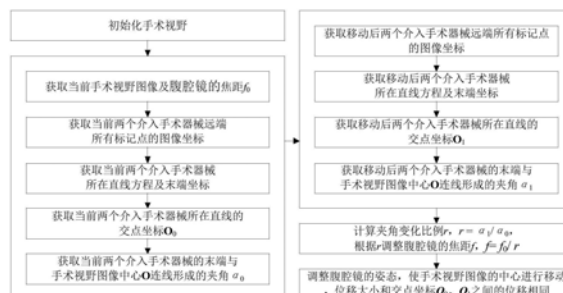 初始化手术视野
获取当前手术视野图像及腹腔镜的焦距f₀
获取当前两个介入手术器械远端
所有标记点的图像坐标
获取当前两个介入手术器械
所在直线方程及末端坐标
获取当前两个介入手术器械所在直线的
交点坐标O₀
获取当前两个介入手术器械的末端与
手术视野图像中心O连线形成的夹角α₀
获取移动后两个介入手术器械远端所有标记点
的图像坐标
获取移动后两个介入手术器械
所在直线方程及末端坐标
获取移动后两个介入手术器械所在直线的
交点坐标O₁
获取移动后两个介入手术器械的末端与
手术视野图像中心O连线形成的夹角α₁
计算夹角变化比例r, r= α₁/α₀,
根据r调整腹腔镜的焦距f, f=f₀/r
调整腹腔镜的姿态,使手术视野图像的中心进行移动
,位移大小和交点坐标O₀、O₁之间的位移相同